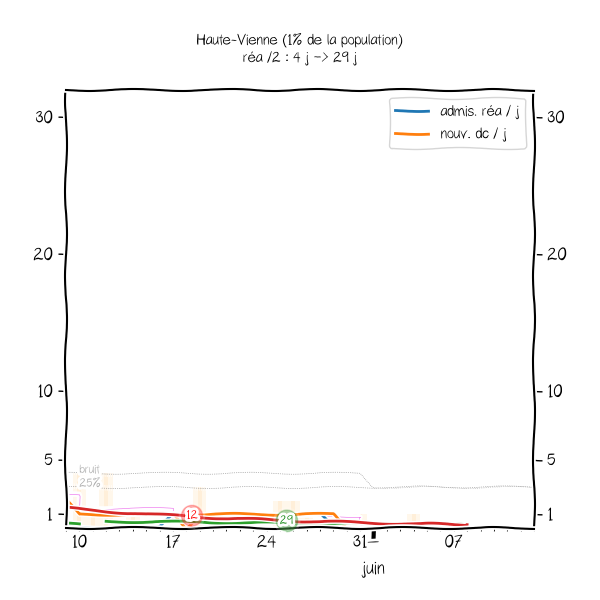 Haute-Vienne (1% de la population)
réa /2 : 4 j -> 29 j
admis. réa / j
nouv. dc / j
30 30
20 20
10 10
5 5
1 1
bruit
25%
12
29
10 17 24 31 07
juin